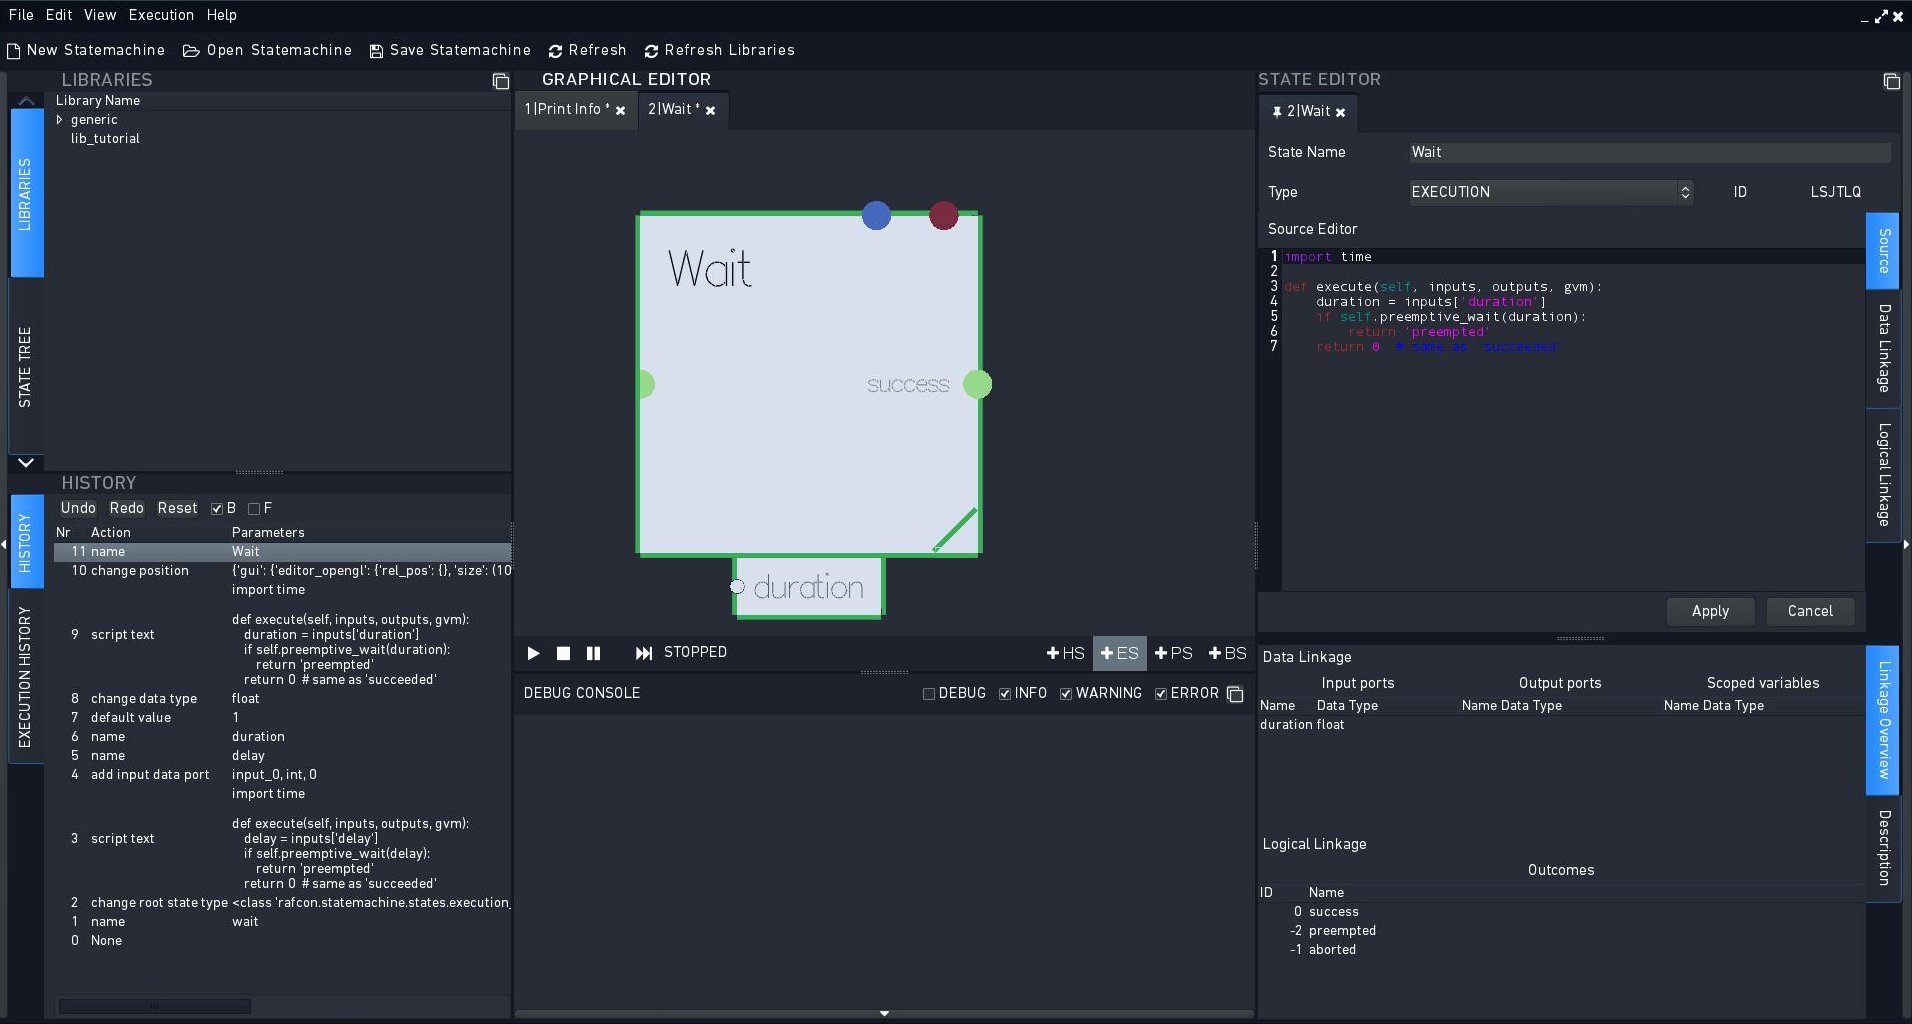 File Edit View Execution Help
New Statemachine Open Statemachine Save Statemachine Refresh Refresh Libraries
LIBRARIES
Library Name
generic
lib_tutorial
LIBRARIES
STATE TREE
HISTORY
Undo Redo Reset B F
Nr Action Parameters
11 name Wait
10 change position {'gui': {'editor_opengl': {'rel_pos': {}, 'size': (10
import time
def execute(self, inputs, outputs, gvm):
9 script text duration = inputs['duration']
if self.preemptive_wait(duration):
return 'preempted'
return 0 # same as 'succeeded'
8 change data type float
7 default value 1
6 name duration
5 name delay
4 add input data port input_0, int, 0
import time
def execute(self, inputs, outputs, gvm):
3 script text delay = inputs['delay']
if self.preemptive_wait(delay):
return 'preempted'
return 0 # same as 'succeeded'
2 change root state type <class 'rafcon.statemachine.states.execution_
1 name wait
0 None
HISTORY
EXECUTION HISTORY
GRAPHICAL EDITOR
1|Print Info * 2|Wait *
Wait
success
duration
STOPPED HS ES PS BS
DEBUG CONSOLE DEBUG INFO WARNING ERROR
STATE EDITOR
2|Wait
State Name Wait
Type EXECUTION ID LSJTLQ
Source Editor
1 import time
2
3 def execute(self, inputs, outputs, gvm):
4 duration = inputs['duration']
5 if self.preemptive_wait(duration):
6 return 'preempted'
7 return 0 # same as 'succeeded'
Source
Data Linkage
Logical Linkage
Apply Cancel
Data Linkage
Input ports Output ports Scoped variables
Name Data Type Name Data Type Name Data Type
duration float
Logical Linkage
Outcomes
ID Name
0 success
-2 preempted
-1 aborted
Linkage Overview
Description